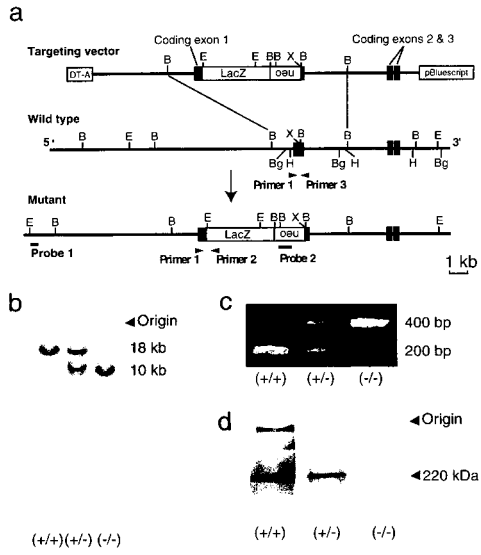 a
Coding exon 1
Coding exons 2 & 3
Targeting vector
B E E BB X B B
DT-A LacZ neo pBluescript
Wild type
B E B B X B B B E
5' 3'
Bg H Bg H H Bg
Primer 1 Primer 3
Mutant
E B B E E BB X B B E
LacZ neo
Probe 1 Primer 1 Primer 2 Probe 2
1 kb
b
Origin
18 kb
10 kb
(+/+) (+/-) (-/-)
c
400 bp
200 bp
(+/+) (+/-) (-/-)
d
Origin
220 kDa
(+/+) (+/-) (-/-)